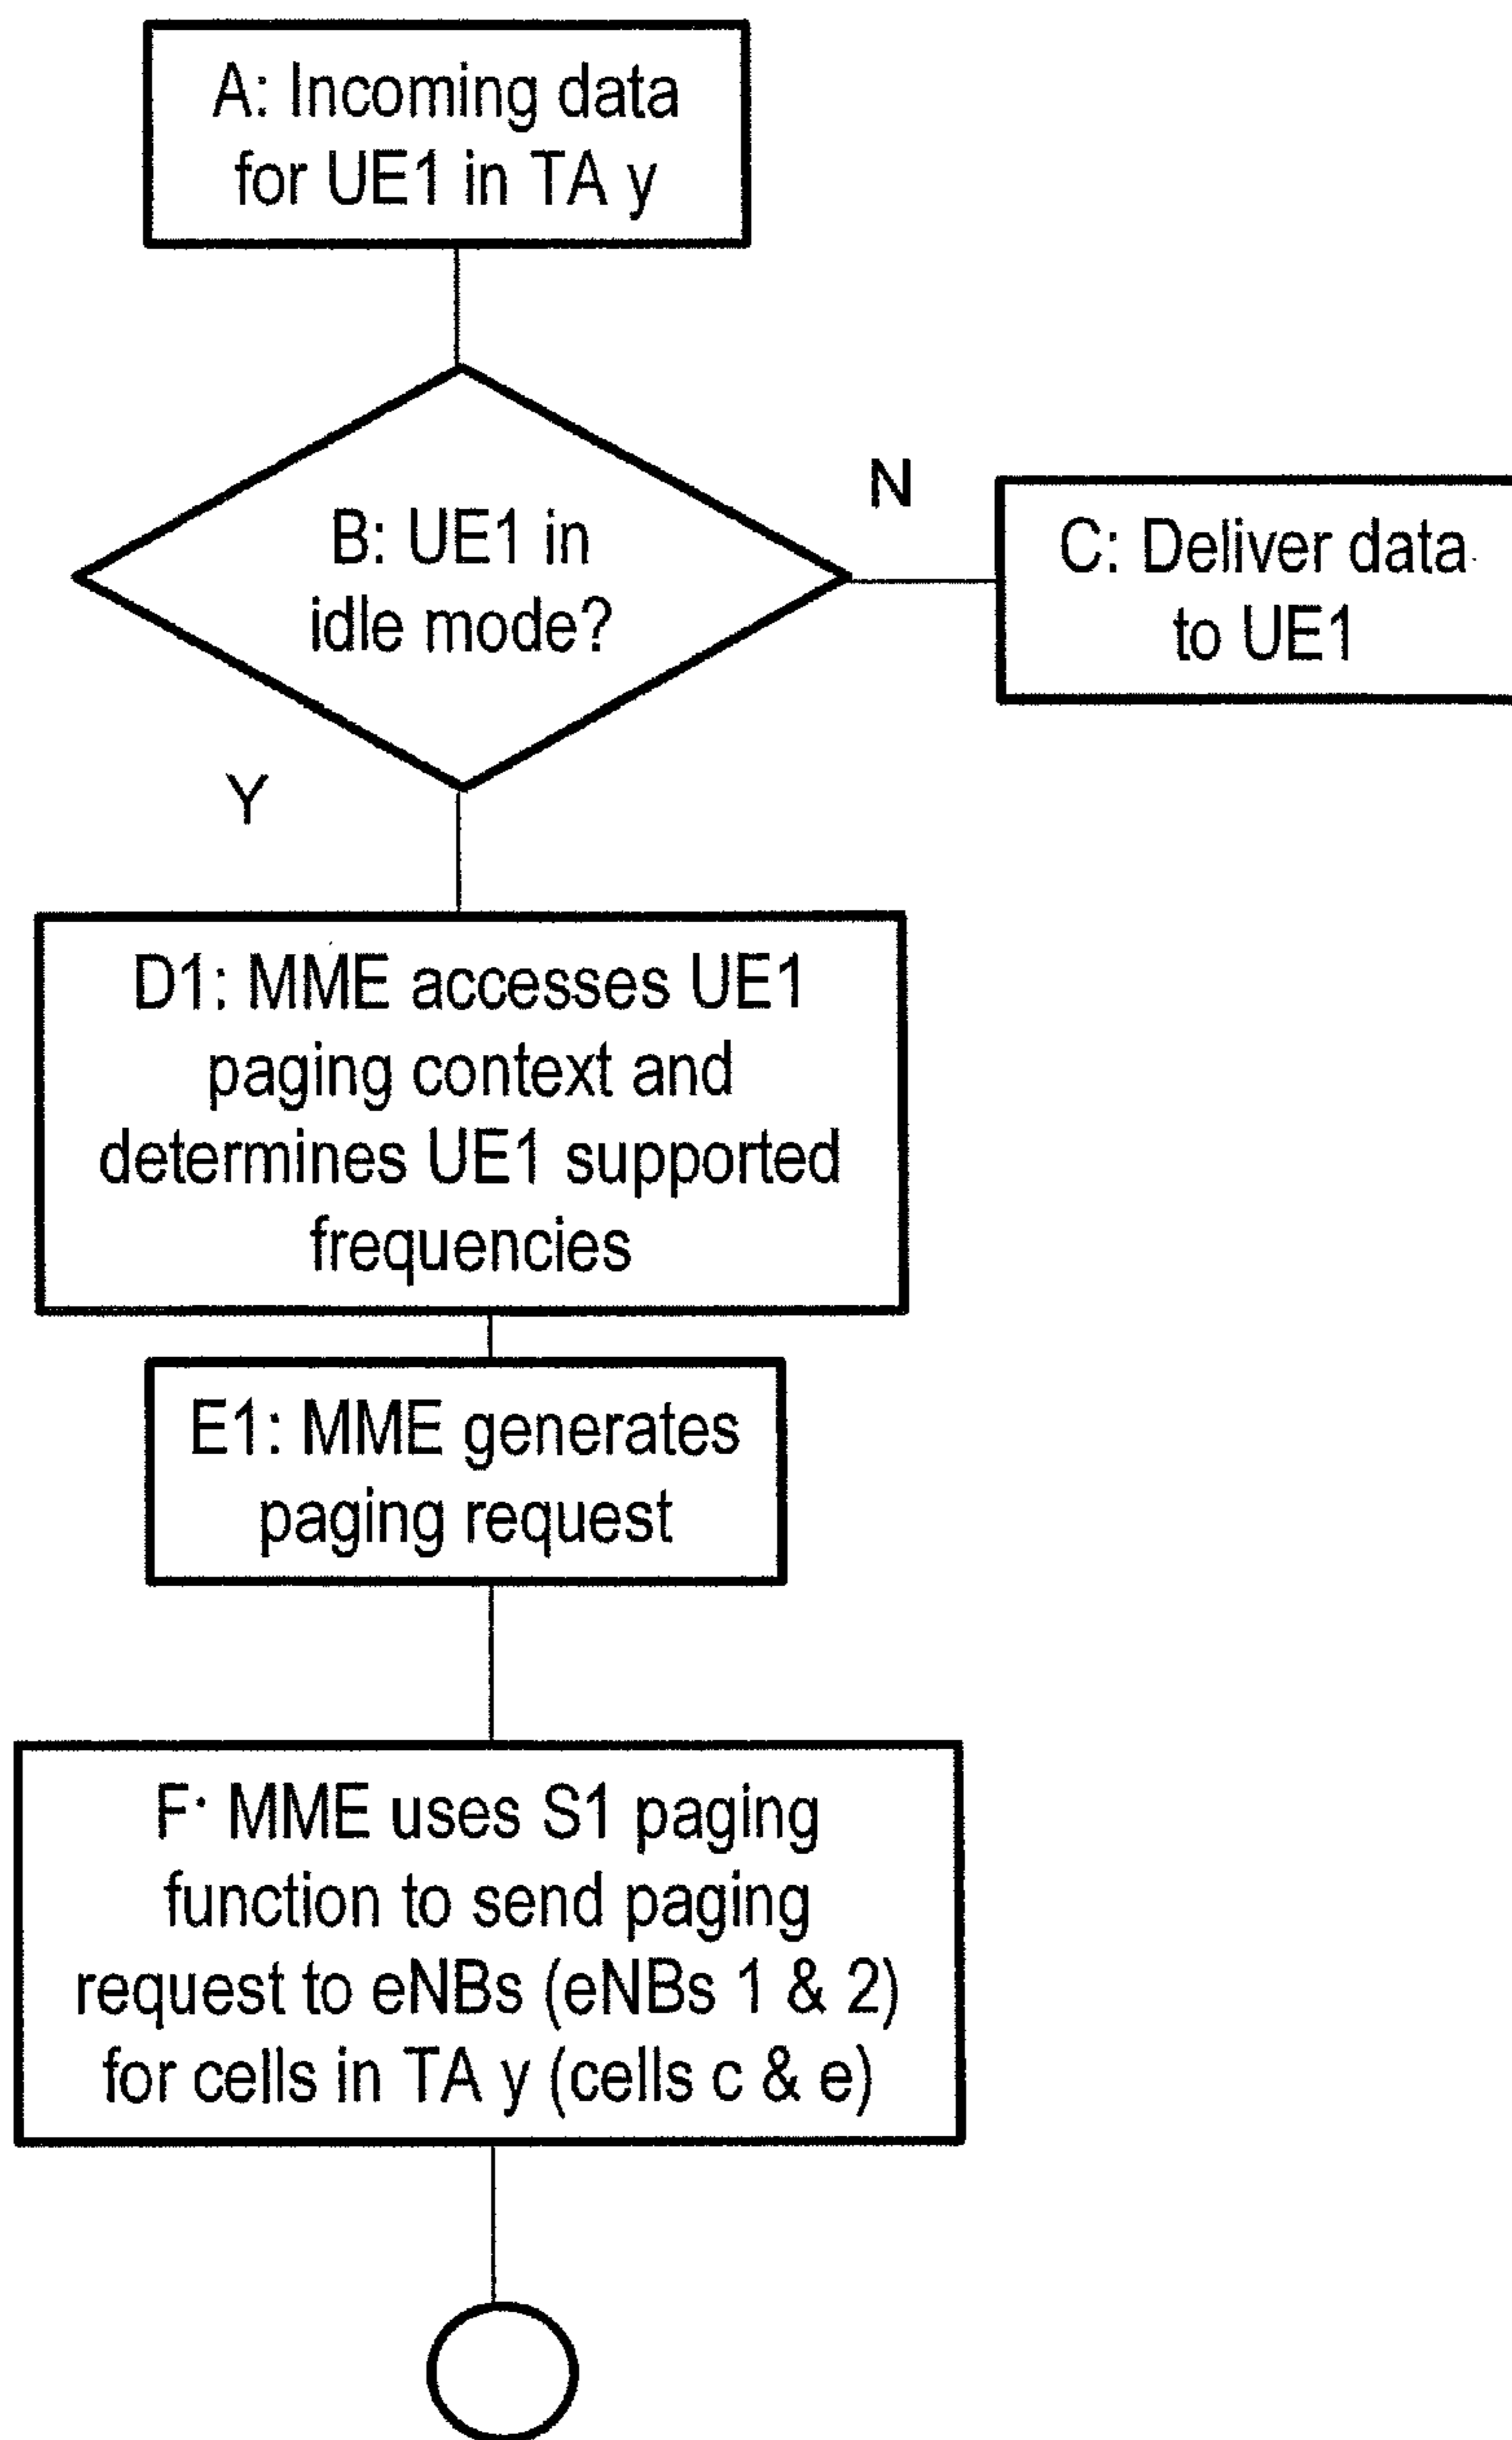 A: Incoming data
for UE1 in TA y
B: UE1 in
idle mode?
N
C: Deliver data
to UE1
Y
D1: MME accesses UE1
paging context and
determines UE1 supported
frequencies
E1: MME generates
paging request
F: MME uses S1 paging
function to send paging
request to eNBs (eNBs 1 & 2)
for cells in TA y (cells c & e)